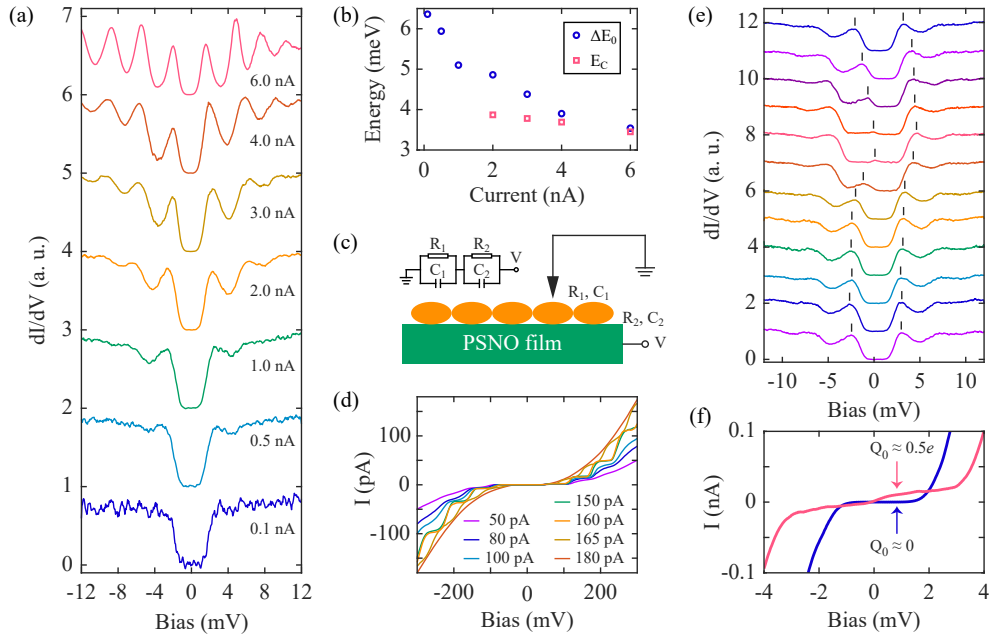 (a)
dI/dV (a. u.)
7
6
5
4
3
2
1
0
6.0 nA
4.0 nA
3.0 nA
2.0 nA
1.0 nA
0.5 nA
0.1 nA
-12 -8 -4 0 4 8 12
Bias (mV)
(b)
Energy (meV)
6
5
4
3
ΔE₀
E_C
0 2 4 6
Current (nA)
(c)
R₁ R₂
C₁ C₂
V
R₁, C₁
R₂, C₂
PSNO film
V
(d)
I (pA)
100
0
-100
50 pA
80 pA
100 pA
150 pA
160 pA
165 pA
180 pA
-200 0 200
Bias (mV)
(e)
dI/dV (a. u.)
12
10
8
6
4
2
0
-10 -5 0 5 10
Bias (mV)
(f)
I (nA)
0.1
0
-0.1
Q₀ ≈ 0.5e
Q₀ ≈ 0
-4 -2 0 2 4
Bias (mV)